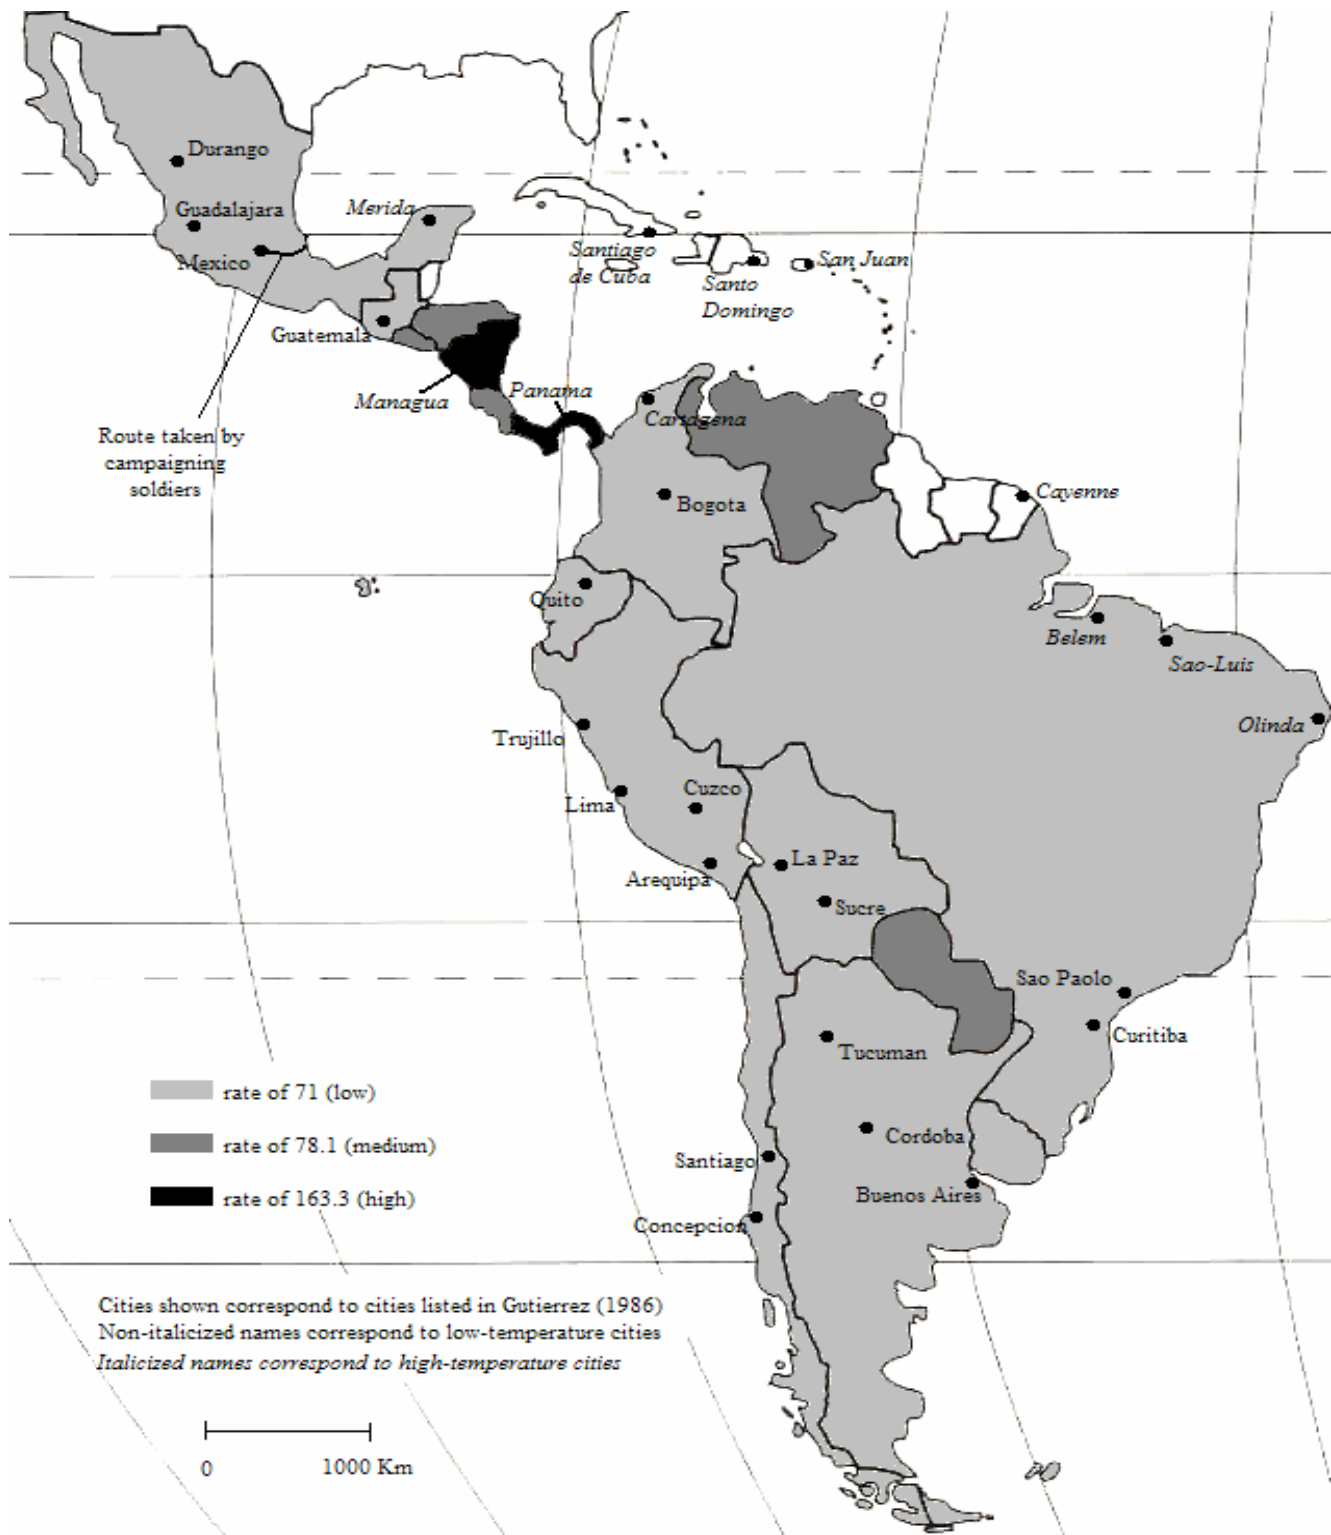 Durango
Guadalajara
Merida
Mexico
Santiago
de Cuba
San Juan
Santo
Domingo
Guatemala
Managua
Panama
Cartagena
Route taken by
campaigning
soldiers
Bogota
Cayenne
Quito
Belem
Sao-Luis
Olinda
Trujillo
Lima
Cuzco
La Paz
Arequipa
Sucre
Sao Paolo
Curitiba
Tucuman
rate of 71 (low)
rate of 78.1 (medium)
rate of 163.3 (high)
Cordoba
Santiago
Buenos Aires
Concepcion
Cities shown correspond to cities listed in Gutierrez (1986)
Non-italicized names correspond to low-temperature cities
Italicized names correspond to high-temperature cities
0 1000 Km